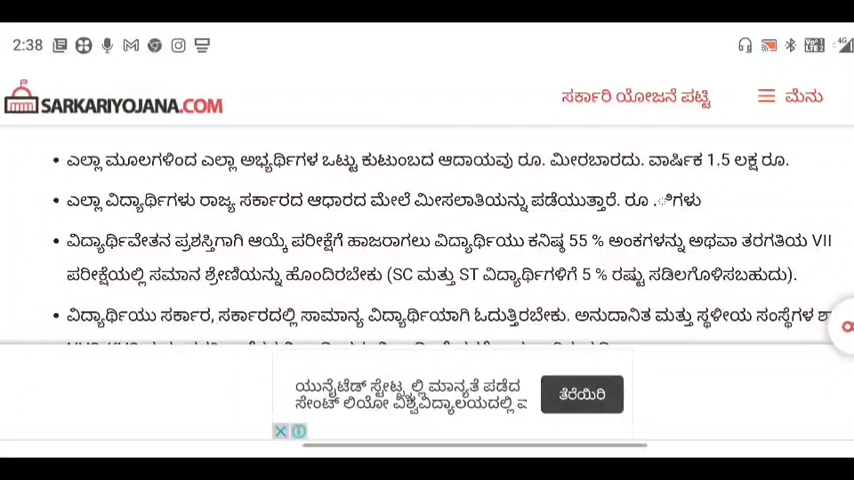 2:38
4G
SARKARIYOJANA.COM
ಸರ್ಕಾರಿ ಯೋಜನೆ ಪಟ್ಟಿ
ಮೆನು
• ಎಲ್ಲಾ ಮೂಲಗಳಿಂದ ಎಲ್ಲಾ ಅಭ್ಯರ್ಥಿಗಳ ಒಟ್ಟು ಕುಟುಂಬದ ಆದಾಯವು ರೂ. ಮೀರಬಾರದು. ವಾರ್ಷಿಕ 1.5 ಲಕ್ಷ ರೂ.
• ಎಲ್ಲಾ ವಿದ್ಯಾರ್ಥಿಗಳು ರಾಜ್ಯ ಸರ್ಕಾರದ ಆಧಾರದ ಮೇಲೆ ಮೀಸಲಾತಿಯನ್ನು ಪಡೆಯುತ್ತಾರೆ. ರೂ .ಿಗಳು
• ವಿದ್ಯಾರ್ಥಿವೇತನ ಪ್ರಶಸ್ತಿಗಾಗಿ ಆಯ್ಕೆ ಪರೀಕ್ಷೆಗೆ ಹಾಜರಾಗಲು ವಿದ್ಯಾರ್ಥಿಯು ಕನಿಷ್ಠ 55 % ಅಂಕಗಳನ್ನು ಅಥವಾ ತರಗತಿಯ VII
ಪರೀಕ್ಷೆಯಲ್ಲಿ ಸಮಾನ ಶ್ರೇಣಿಯನ್ನು ಹೊಂದಿರಬೇಕು (SC ಮತ್ತು ST ವಿದ್ಯಾರ್ಥಿಗಳಿಗೆ 5 % ರಷ್ಟು ಸಡಿಲಗೊಳಿಸಬಹುದು).
• ವಿದ್ಯಾರ್ಥಿಯು ಸರ್ಕಾರ, ಸರ್ಕಾರದಲ್ಲಿ ಸಾಮಾನ್ಯ ವಿದ್ಯಾರ್ಥಿಯಾಗಿ ಓದುತ್ತಿರಬೇಕು. ಅನುದಾನಿತ ಮತ್ತು ಸ್ಥಳೀಯ ಸಂಸ್ಥೆಗಳ
ಯುನೈಟೆಡ್ ಸ್ಟೇಟ್ಸ್ನಲ್ಲಿ ಮಾನ್ಯತೆ ಪಡೆದ
ಸೇಂಟ್ ಲಿಯೋ ವಿಶ್ವವಿದ್ಯಾಲಯದಲ್ಲಿ
ತೆರೆಯಿರಿ